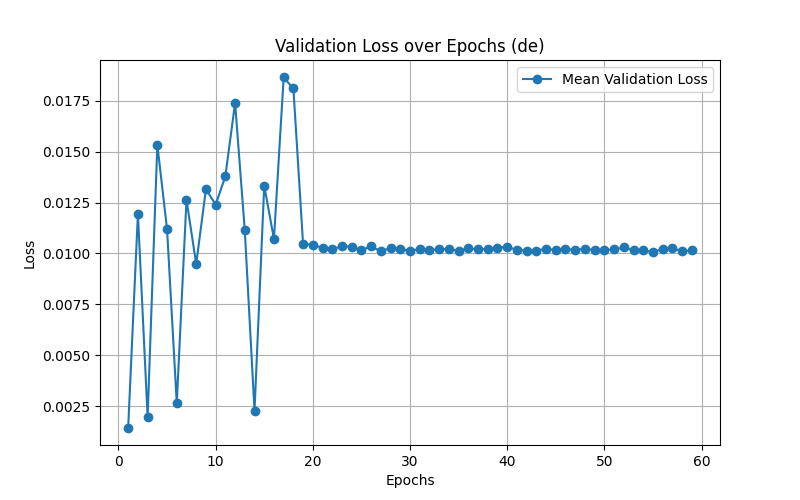 Validation Loss over Epochs (de)
Mean Validation Loss
0.0175
0.0150
0.0125
0.0100
0.0075
0.0050
0.0025
Loss
0 10 20 30 40 50 60
Epochs